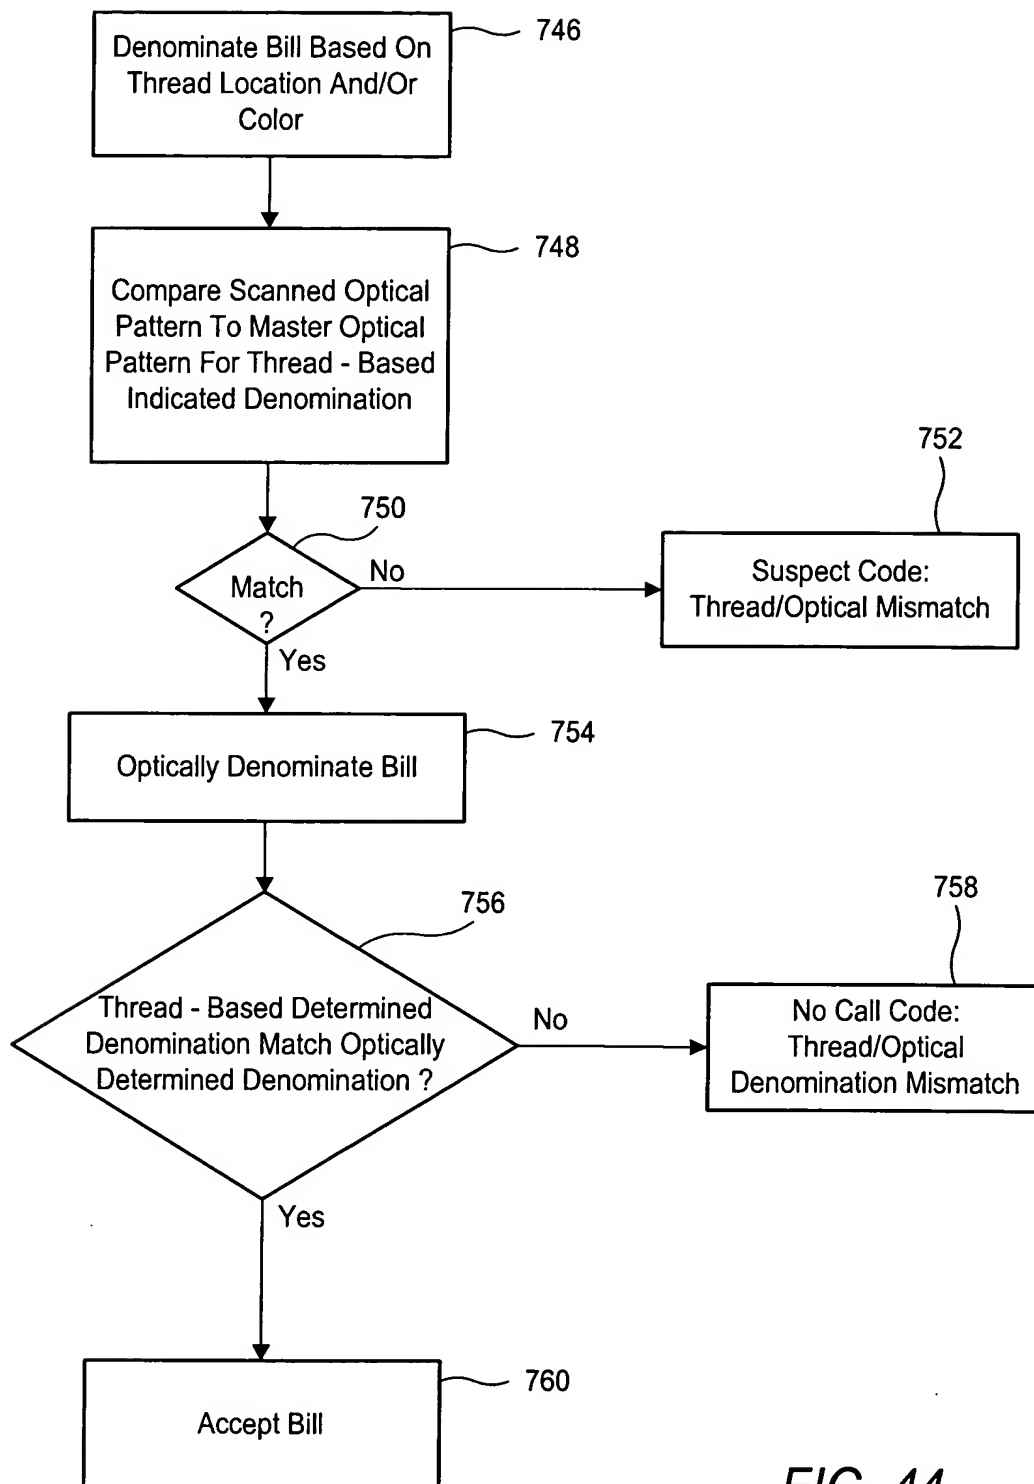 746
Denominate Bill Based On
Thread Location And/Or
Color
748
Compare Scanned Optical
Pattern To Master Optical
Pattern For Thread - Based
Indicated Denomination
750
Match
?
No
Yes
752
Suspect Code:
Thread/Optical Mismatch
754
Optically Denominate Bill
756
Thread - Based Determined
Denomination Match Optically
Determined Denomination ?
No
Yes
758
No Call Code:
Thread/Optical
Denomination Mismatch
760
Accept Bill
FIG. 44